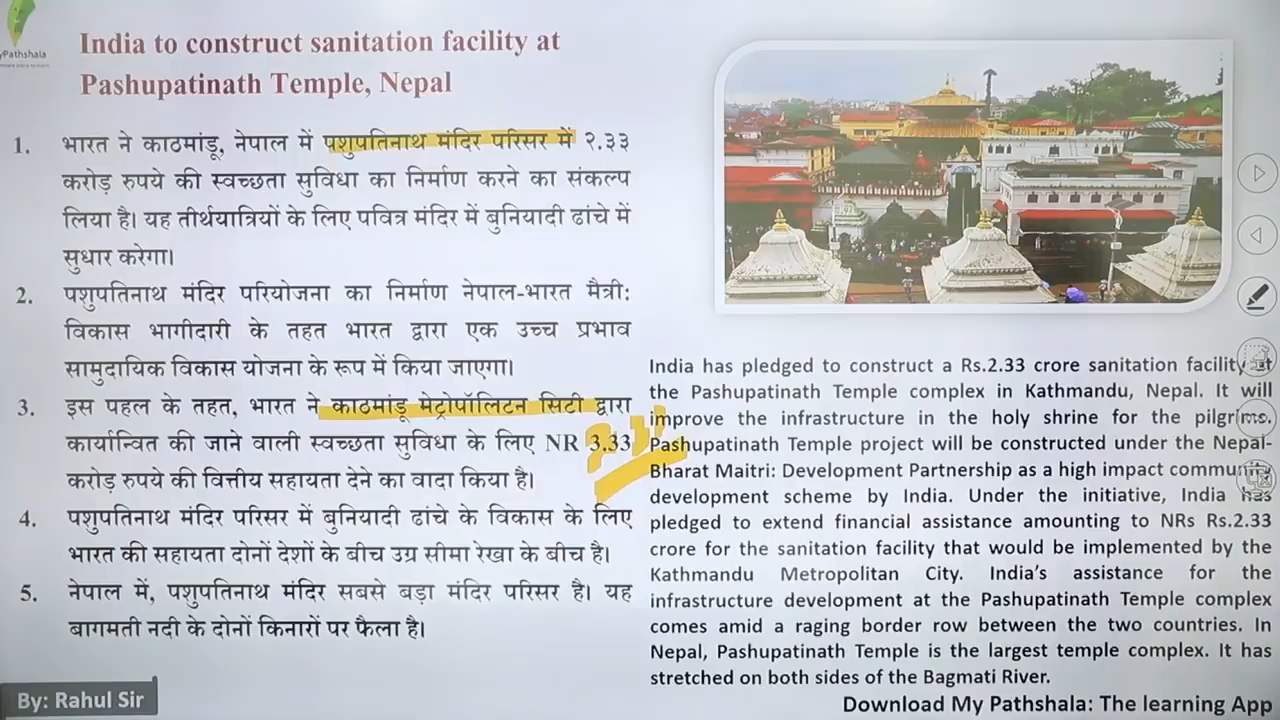 yPathshala
India to construct sanitation facility at
Pashupatinath Temple, Nepal
1. भारत ने काठमांडू, नेपाल में पशुपतिनाथ मंदिर परिसर में २.३३
करोड़ रुपये की स्वच्छता सुविधा का निर्माण करने का संकल्प
लिया है। यह तीर्थयात्रियों के लिए पवित्र मंदिर में बुनियादी ढांचे में
सुधार करेगा।
2. पशुपतिनाथ मंदिर परियोजना का निर्माण नेपाल-भारत मैत्री:
विकास भागीदारी के तहत भारत द्वारा एक उच्च प्रभाव
सामुदायिक विकास योजना के रूप में किया जाएगा।
3. इस पहल के तहत, भारत ने काठमांडू मेट्रोपॉलिटन सिटी द्वारा
कार्यान्वित की जाने वाली स्वच्छता सुविधा के लिए NR 3.33
करोड़ रुपये की वित्तीय सहायता देने का वादा किया है।
4. पशुपतिनाथ मंदिर परिसर में बुनियादी ढांचे के विकास के लिए
भारत की सहायता दोनों देशों के बीच उग्र सीमा रेखा के बीच है।
5. नेपाल में, पशुपतिनाथ मंदिर सबसे बड़ा मंदिर परिसर है। यह
बागमती नदी के दोनों किनारों पर फैला है।
India has pledged to construct a Rs.2.33 crore sanitation facility at
the Pashupatinath Temple complex in Kathmandu, Nepal. It will
improve the infrastructure in the holy shrine for the pilgrims.
Pashupatinath Temple project will be constructed under the Nepal-
Bharat Maitri: Development Partnership as a high impact community
development scheme by India. Under the initiative, India has
pledged to extend financial assistance amounting to NRs Rs.2.33
crore for the sanitation facility that would be implemented by the
Kathmandu Metropolitan City. India's assistance for the
infrastructure development at the Pashupatinath Temple complex
comes amid a raging border row between the two countries. In
Nepal, Pashupatinath Temple is the largest temple complex. It has
stretched on both sides of the Bagmati River.
By: Rahul Sir
Download My Pathshala: The learning App